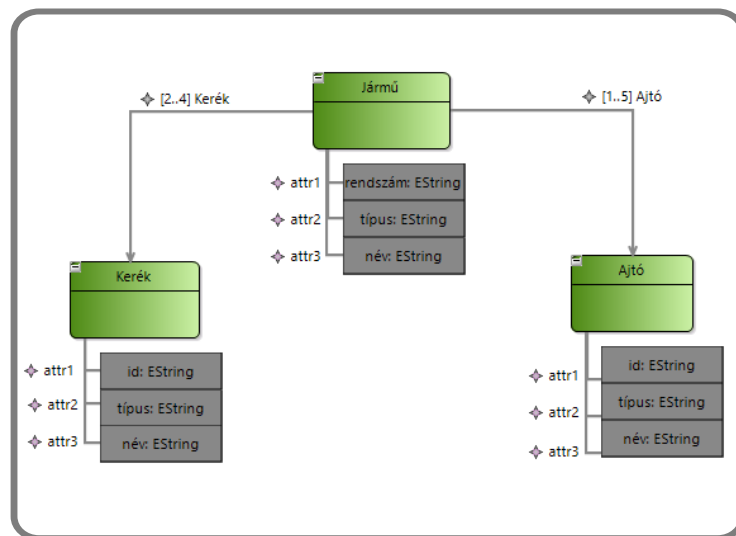 Jármű
[2..4] Kerék
[1..5] Ajtó
attr1
rendszám: EString
attr2
típus: EString
attr3
név: EString
Kerék
attr1
id: EString
attr2
típus: EString
attr3
név: EString
Ajtó
attr1
id: EString
attr2
típus: EString
attr3
név: EString